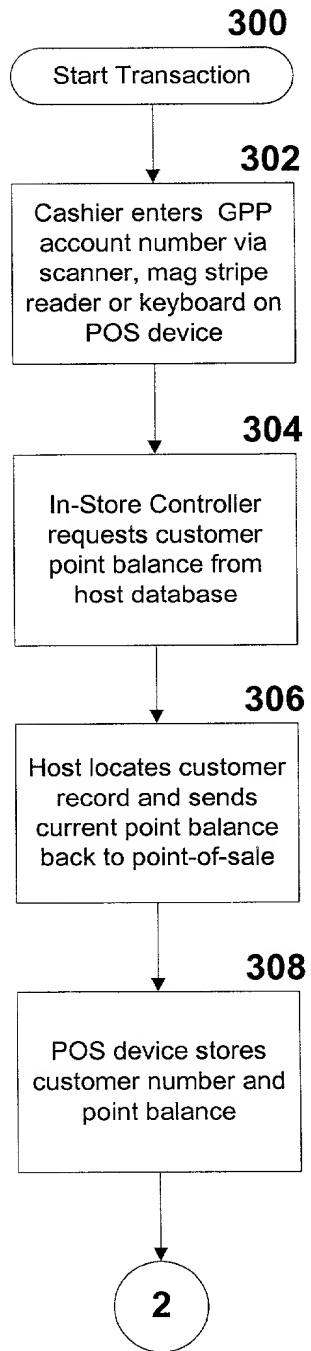 300
Start Transaction
302
Cashier enters GPP
account number via
scanner, mag stripe
reader or keyboard on
POS device
304
In-Store Controller
requests customer
point balance from
host database
306
Host locates customer
record and sends
current point balance
back to point-of-sale
308
POS device stores
customer number and
point balance
2